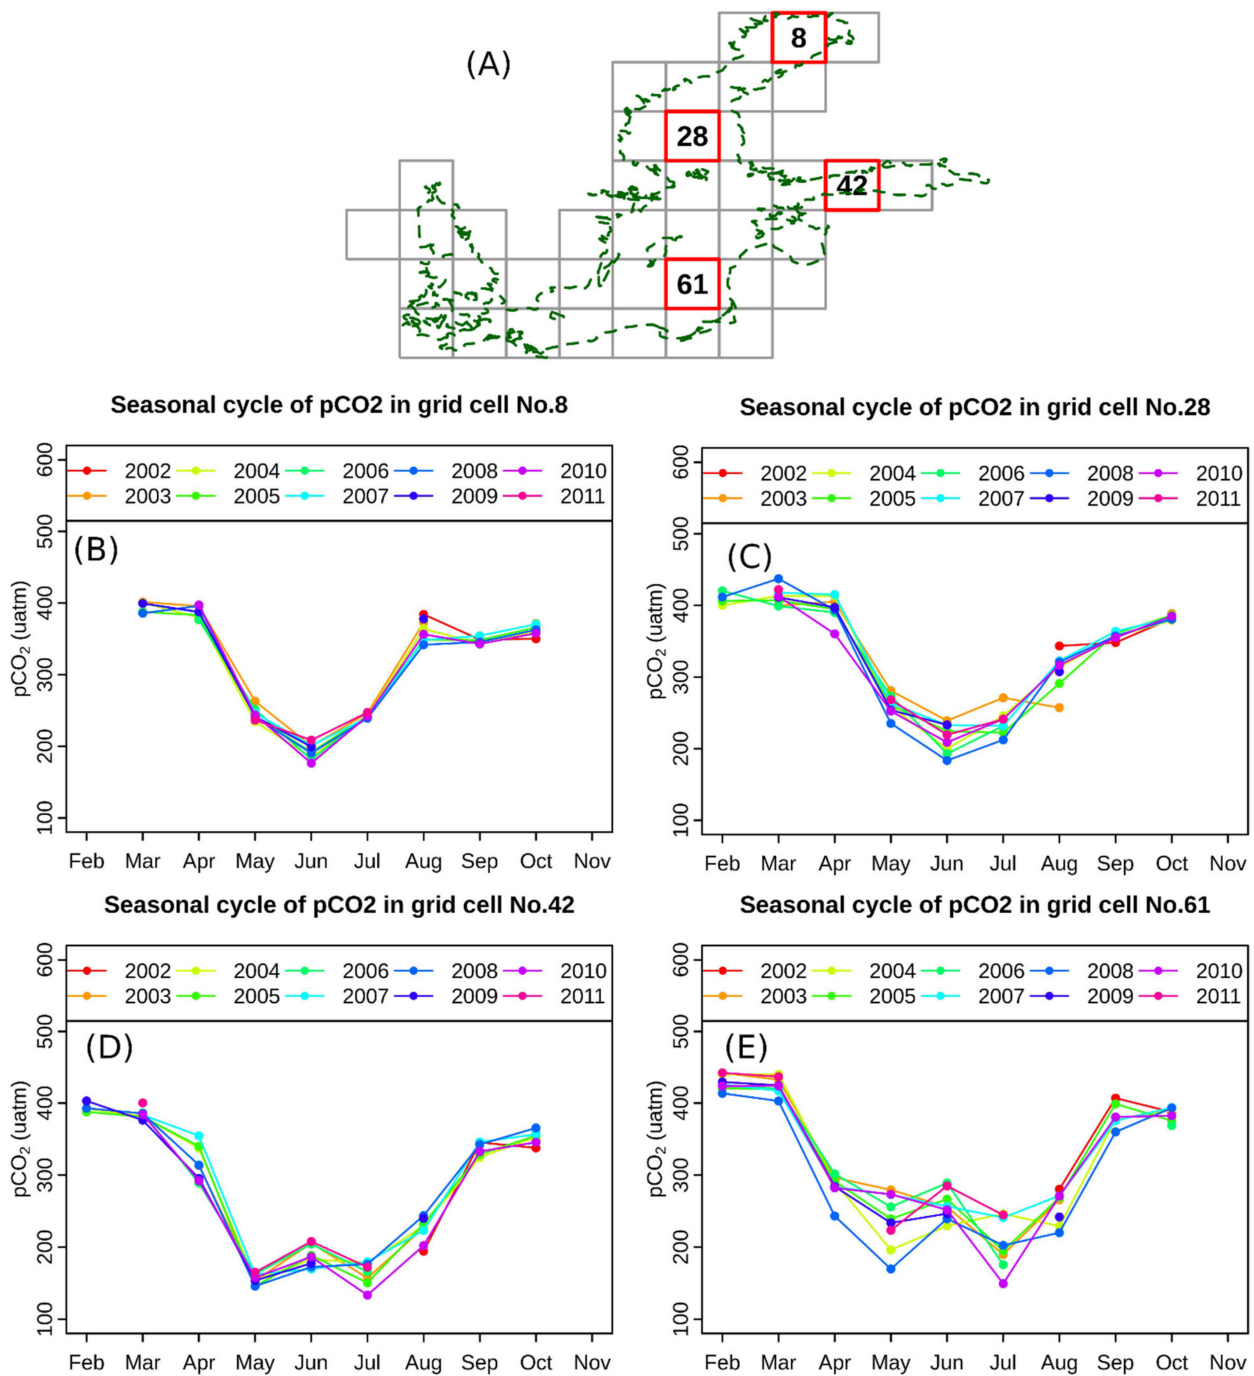 (A)
8
28
42
61
Seasonal cycle of pCO2 in grid cell No.8
600
2002 2004 2006 2008 2010
2003 2005 2007 2009 2011
500
(B)
400
300
200
100
pCO2 (uatm)
Feb Mar Apr May Jun Jul Aug Sep Oct Nov
Seasonal cycle of pCO2 in grid cell No.28
600
2002 2004 2006 2008 2010
2003 2005 2007 2009 2011
500
(C)
400
300
200
100
pCO2 (uatm)
Feb Mar Apr May Jun Jul Aug Sep Oct Nov
Seasonal cycle of pCO2 in grid cell No.42
600
2002 2004 2006 2008 2010
2003 2005 2007 2009 2011
500
(D)
400
300
200
100
pCO2 (uatm)
Feb Mar Apr May Jun Jul Aug Sep Oct Nov
Seasonal cycle of pCO2 in grid cell No.61
600
2002 2004 2006 2008 2010
2003 2005 2007 2009 2011
500
(E)
400
300
200
100
pCO2 (uatm)
Feb Mar Apr May Jun Jul Aug Sep Oct Nov